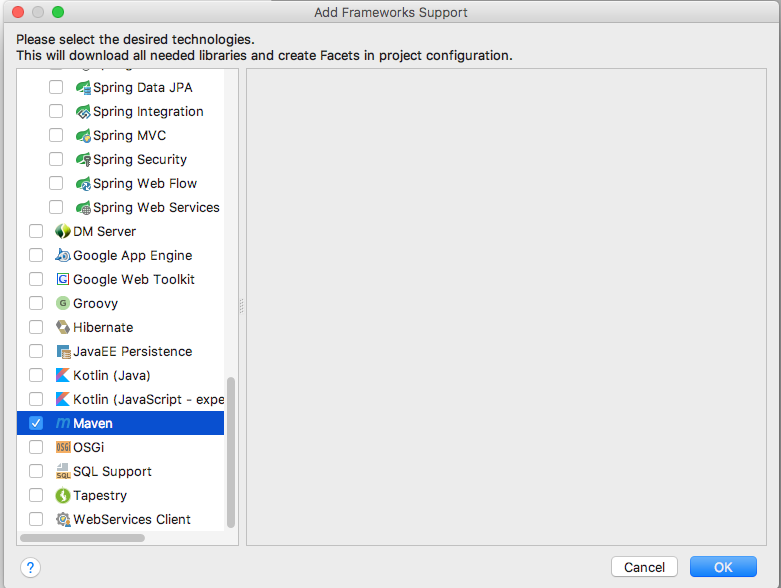 Add Frameworks Support
Please select the desired technologies.
This will download all needed libraries and create Facets in project configuration.
Spring Data JPA
Spring Integration
Spring MVC
Spring Security
Spring Web Flow
Spring Web Services
DM Server
Google App Engine
G Google Web Toolkit
G Groovy
Hibernate
JavaEE Persistence
Kotlin (Java)
Kotlin (JavaScript - expe
m Maven
OSGi OSGi
SQL SQL Support
Tapestry
WebServices Client
? Cancel OK